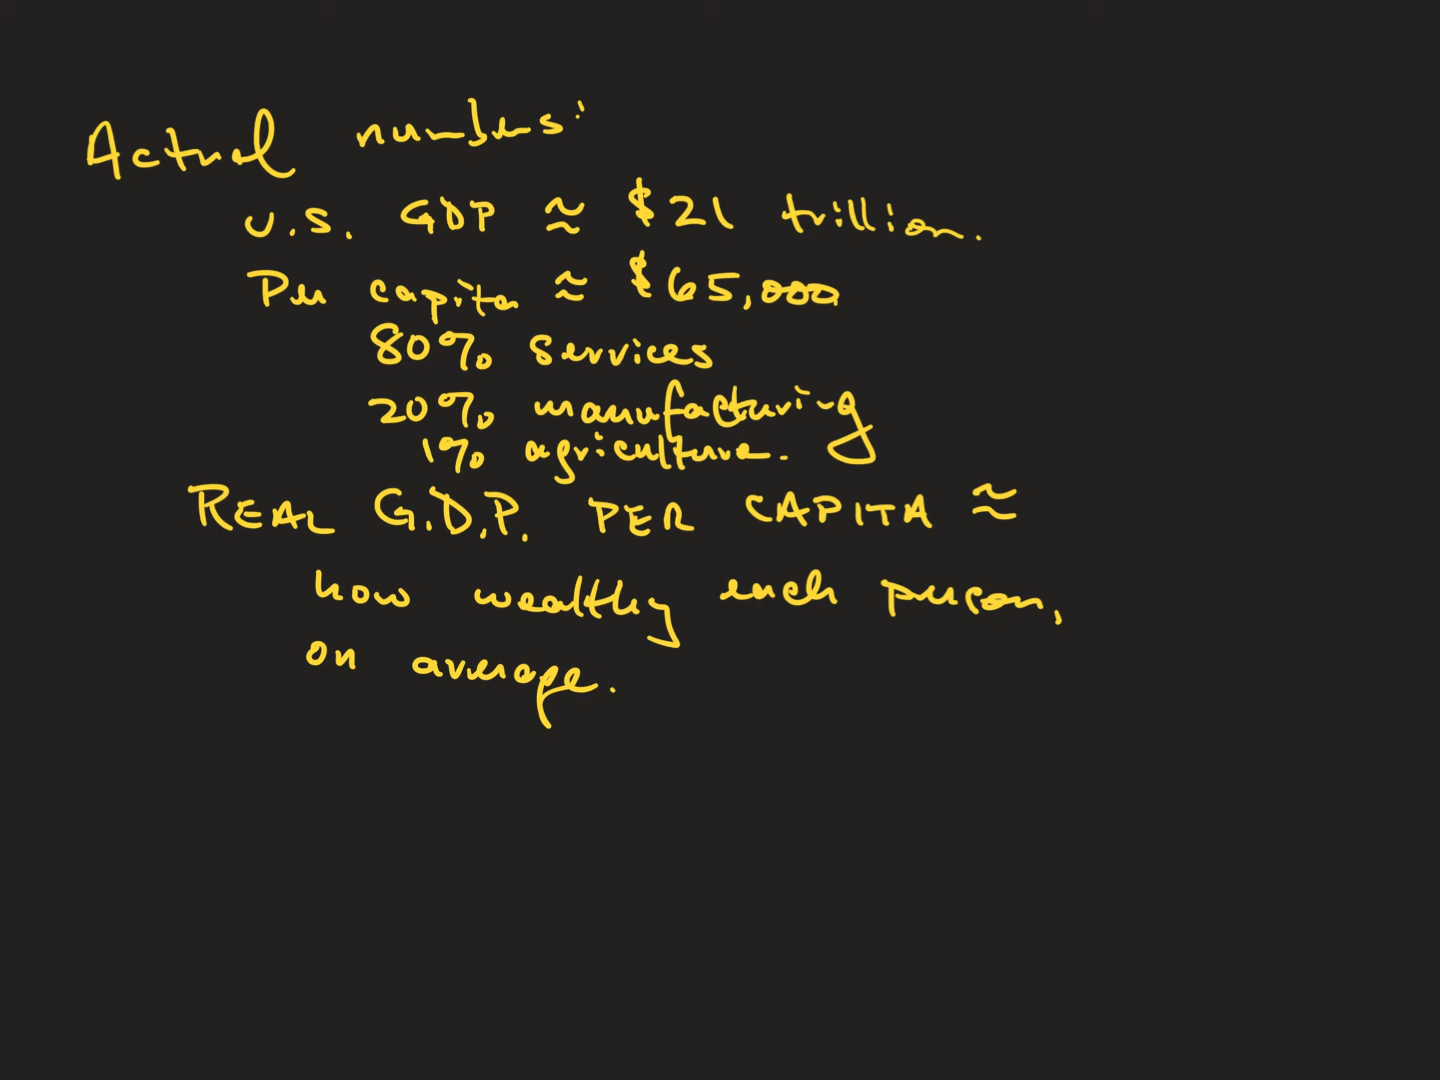 Actual numbers:
U.S. GDP ≈ $21 trillion.
Per capita ≈ $65,000
80% services
20% manufacturing
1% agriculture.
REAL G.D.P. PER CAPITA ≈
how wealthy each person,
on average.